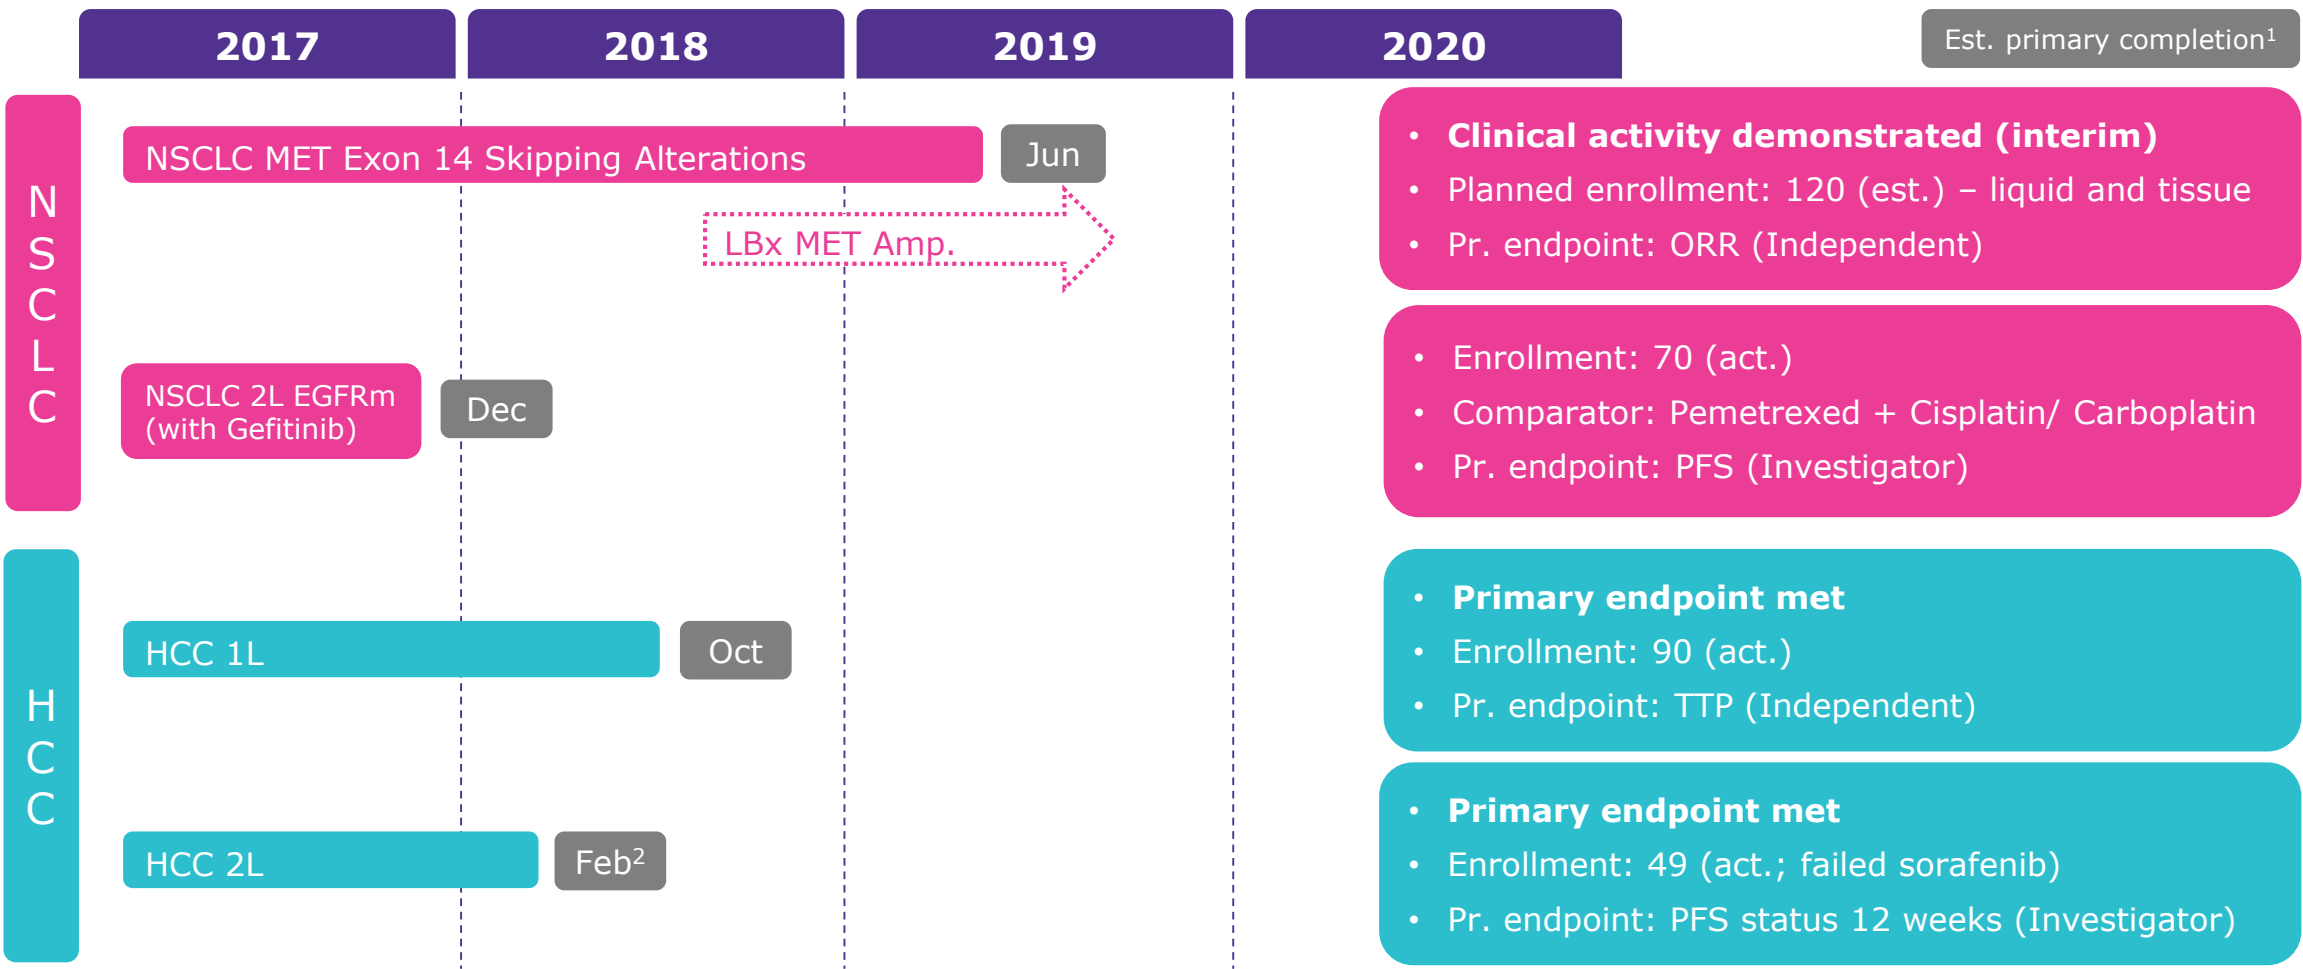 2017
2018
2019
2020
Est. primary completion¹
N
S
C
L
C
NSCLC MET Exon 14 Skipping Alterations
Jun
LBx MET Amp.
• Clinical activity demonstrated (interim)
• Planned enrollment: 120 (est.) – liquid and tissue
• Pr. endpoint: ORR (Independent)
NSCLC 2L EGFRm
(with Gefitinib)
Dec
• Enrollment: 70 (act.)
• Comparator: Pemetrexed + Cisplatin/ Carboplatin
• Pr. endpoint: PFS (Investigator)
H
C
C
HCC 1L
Oct
• Primary endpoint met
• Enrollment: 90 (act.)
• Pr. endpoint: TTP (Independent)
HCC 2L
Feb²
• Primary endpoint met
• Enrollment: 49 (act.; failed sorafenib)
• Pr. endpoint: PFS status 12 weeks (Investigator)